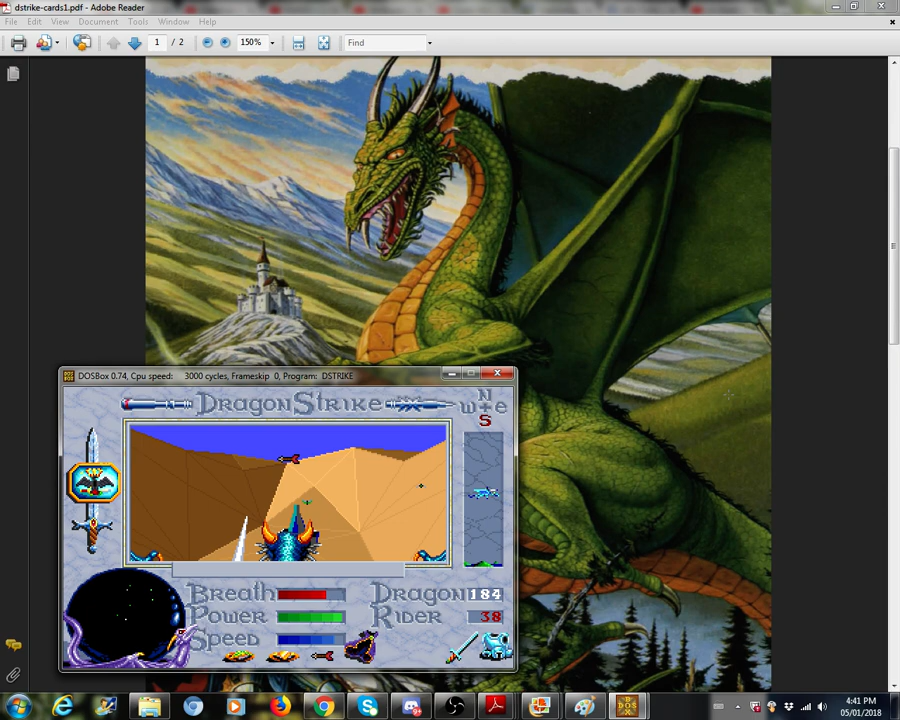 dstrike-cards1.pdf - Adobe Reader
File Edit View Document Tools Window Help
1 / 2 150% Find
DOSBox 0.74, Cpu speed: 3000 cycles, Frameskip 0, Program: DSTRIKE
DragonStrike
N
W E
S
Breath Dragon 184
Power Rider 38
Speed
4:41 PM
05/01/2018